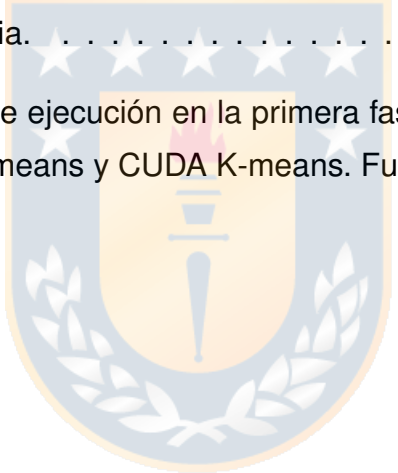 ia. . . . . . . . . . . . . . .
e ejecución en la primera fas
means y CUDA K-means. Fu